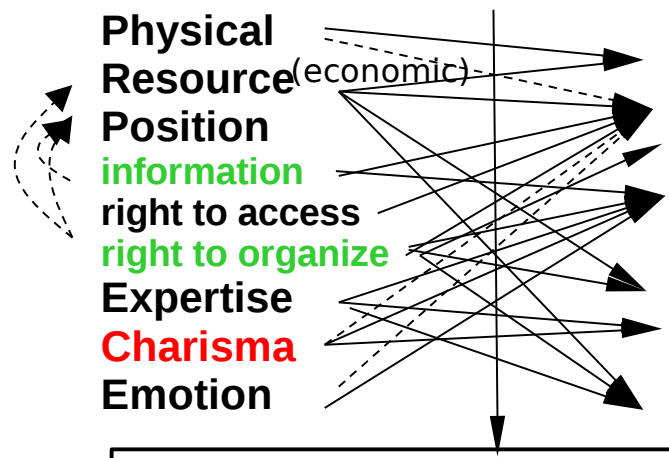 Physical
Resource (economic)
Position
information
right to access
right to organize
Expertise
Charisma
Emotion